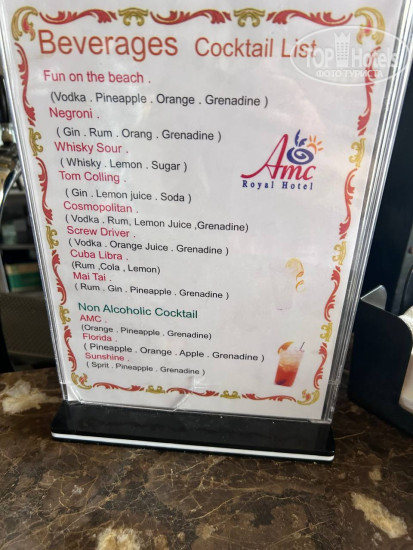 Beverages Cocktail List
TOP Hotels
ФОТО ТУРИСТА
Fun on the beach .
(Vodka . Pineapple . Orange . Grenadine )
Negroni .
( Gin . Rum . Orang . Grenadine )
Whisky Sour .
( Whisky . Lemon . Sugar )
Tom Colling .
( Gin . Lemon juice . Soda )
Amc
Royal Hotel
Cosmopolitan .
( Vodka . Rum, Lemon Juice ,Grenadine)
Screw Driver .
( Vodka . Orange Juice . Grenadine )
Cuba Libra .
(Rum ,Cola , Lemon)
Mai Tai .
( Rum . Gin . Pineapple . Grenadine )
Non Alcoholic Cocktail
AMC .
(Orange . Pineapple . Grenadine)
Florida .
( Pineapple . Orange . Apple . Grenadine )
Sunshine .
( Sprit . Pineapple . Grenadine )